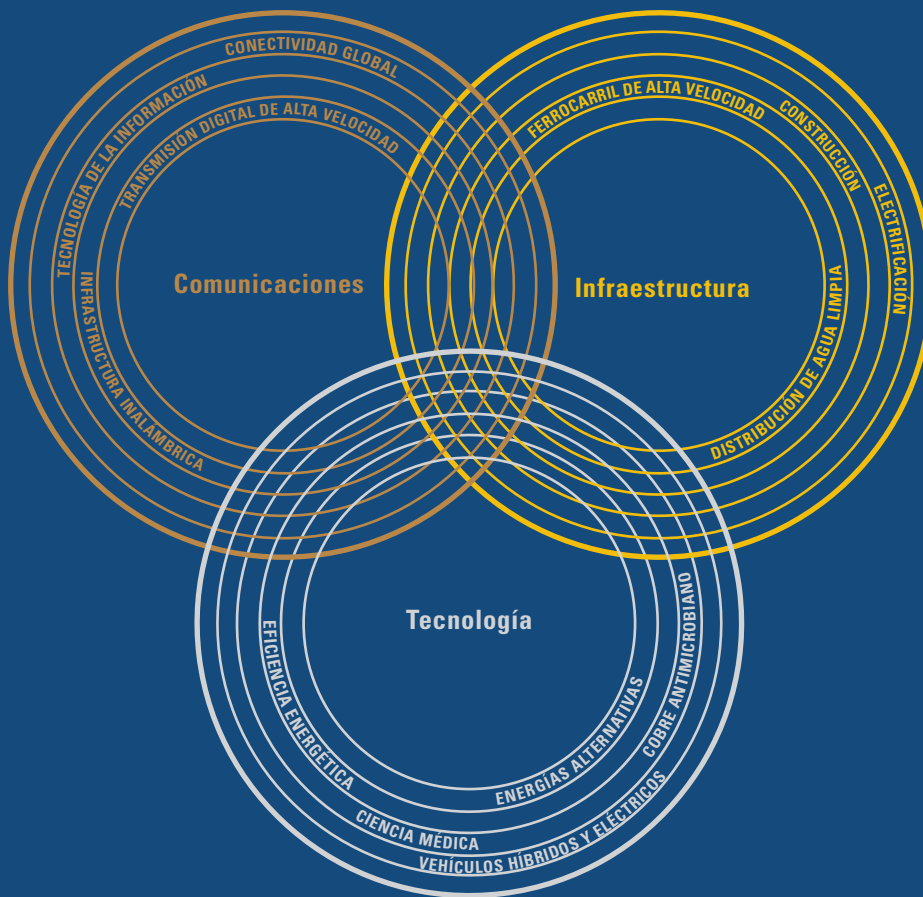 CONECTIVIDAD GLOBAL
TECNOLOGÍA DE LA INFORMACIÓN
TRANSMISIÓN DIGITAL DE ALTA VELOCIDAD
INFRASTRUCTURA INALÁMBRICA
Comunicaciones
FERROCARRIL DE ALTA VELOCIDAD
CONSTRUCCIÓN
ELECTRIFICACIÓN
DISTRIBUCIÓN DE AGUA LIMPIA
Infraestructura
Tecnología
EFICIENCIA ENERGÉTICA
CIENCIA MÉDICA
VEHÍCULOS HÍBRIDOS Y ELÉCTRICOS
ENERGÍAS ALTERNATIVAS
COBRE ANTIMICROBIANO